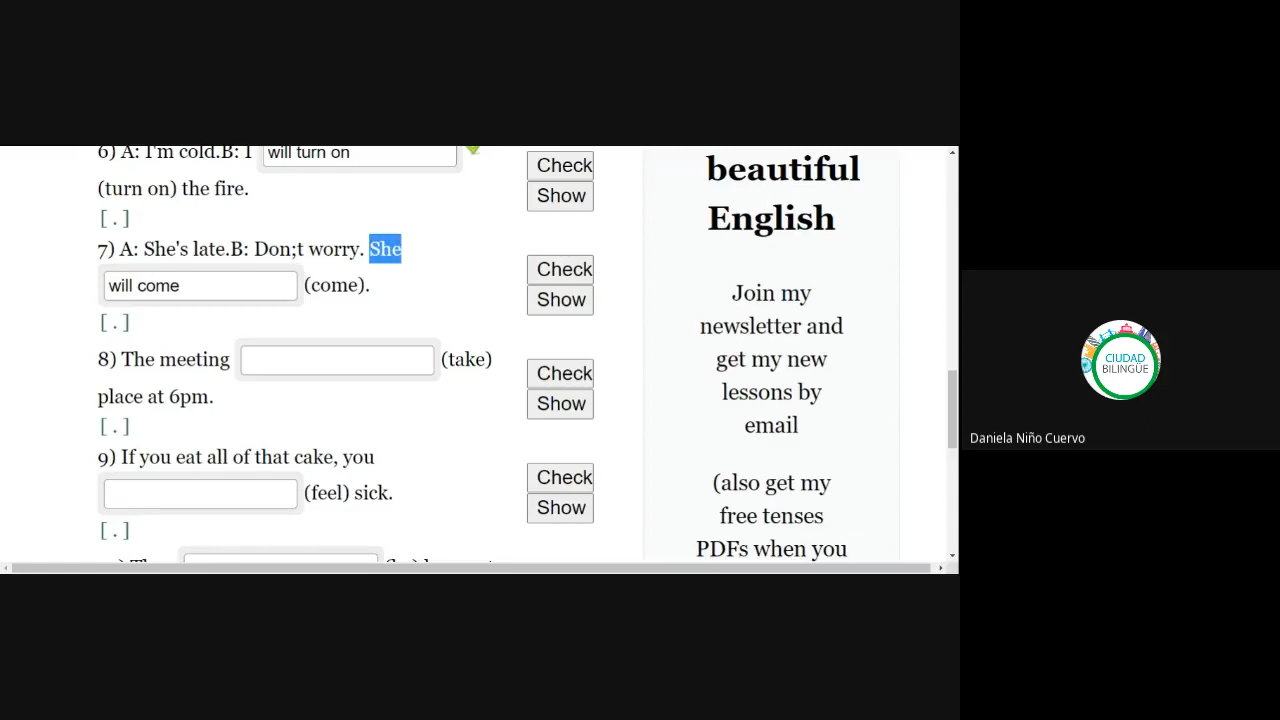 6) A: I'm cold.B: I will turn on
(turn on) the fire.
[ . ]
Check
Show
7) A: She's late.B: Don;t worry. She
will come (come).
[ . ]
Check
Show
8) The meeting (take)
place at 6pm.
[ . ]
Check
Show
9) If you eat all of that cake, you
(feel) sick.
[ . ]
Check
Show
beautiful
English
Join my
newsletter and
get my new
lessons by
email
(also get my
free tenses
PDFs when you
CIUDAD
BILINGÜE
Daniela Niño Cuervo